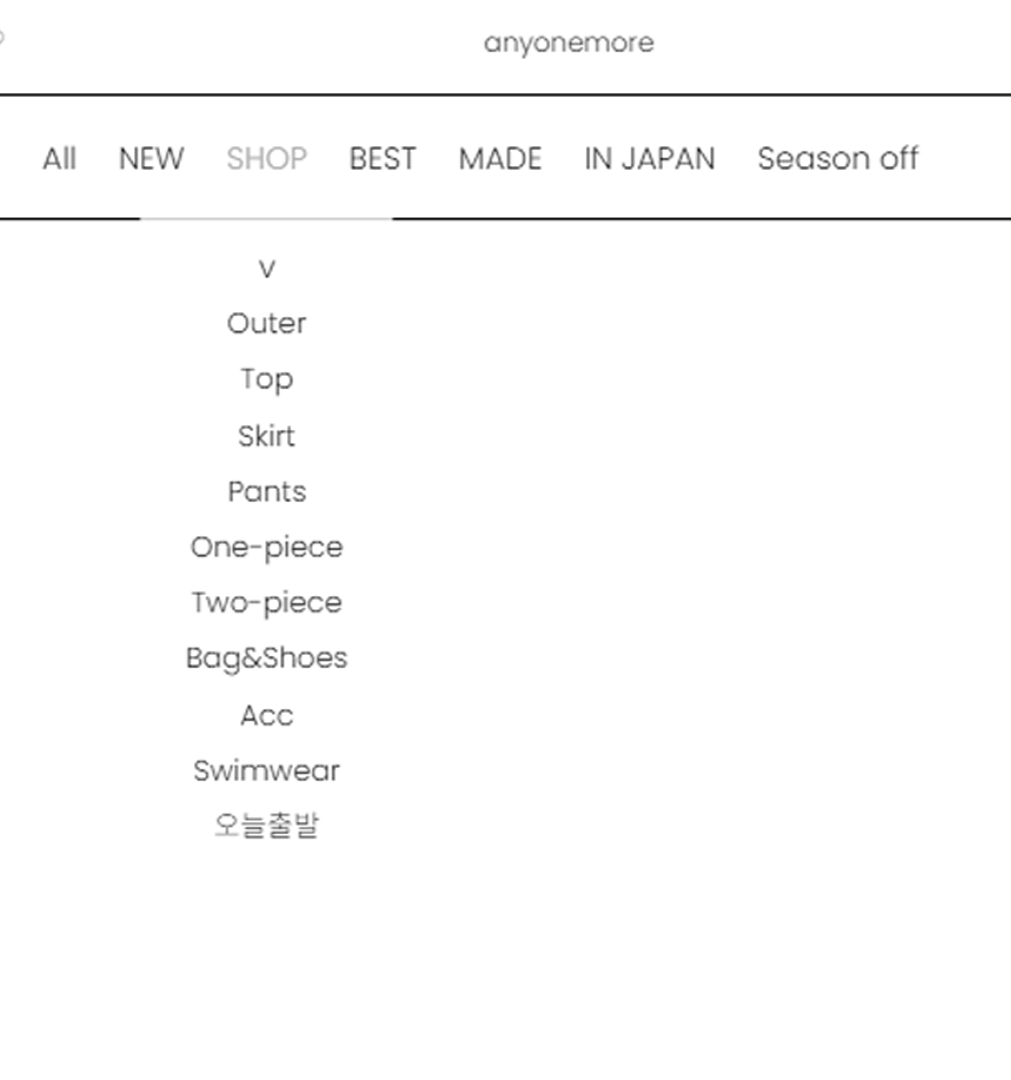 anyonemore
All NEW SHOP BEST MADE IN JAPAN Season off
V
Outer
Top
Skirt
Pants
One-piece
Two-piece
Bag&Shoes
Acc
Swimwear
오늘출발